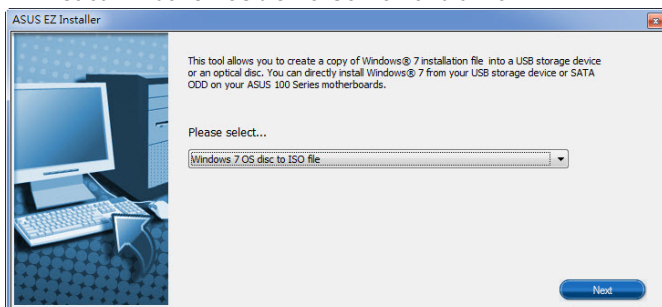 ASUS EZ Installer
This tool allows you to create a copy of Windows® 7 installation file into a USB storage device
or an optical disc. You can directly install Windows® 7 from your USB storage device or SATA
ODD on your ASUS 100 Series motherboards.
Please select...
Windows 7 OS disc to ISO file
Next